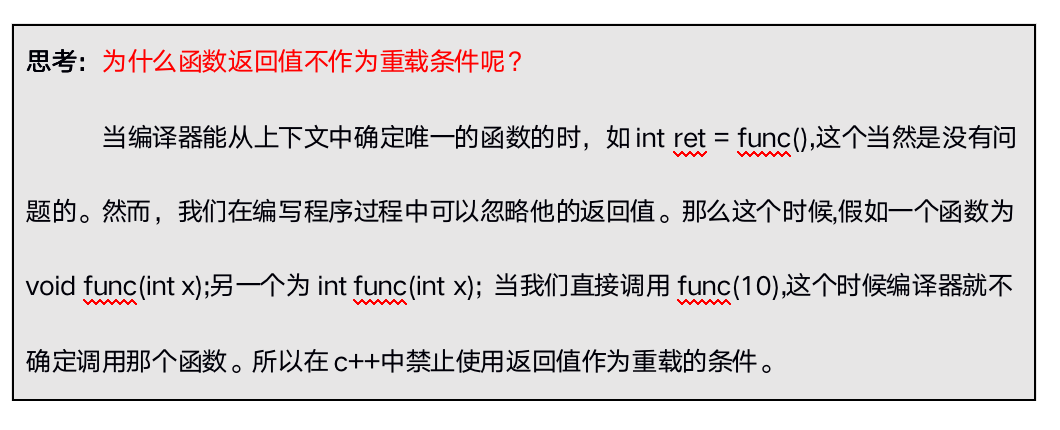 思考：为什么函数返回值不作为重载条件呢？
当编译器能从上下文中确定唯一的函数的时，如 int ret = func(),这个当然是没有问
题的。然而，我们在编写程序过程中可以忽略他的返回值。那么这个时候,假如一个函数为
void func(int x);另一个为 int func(int x); 当我们直接调用 func(10),这个时候编译器就不
确定调用那个函数。所以在 c++中禁止使用返回值作为重载的条件。